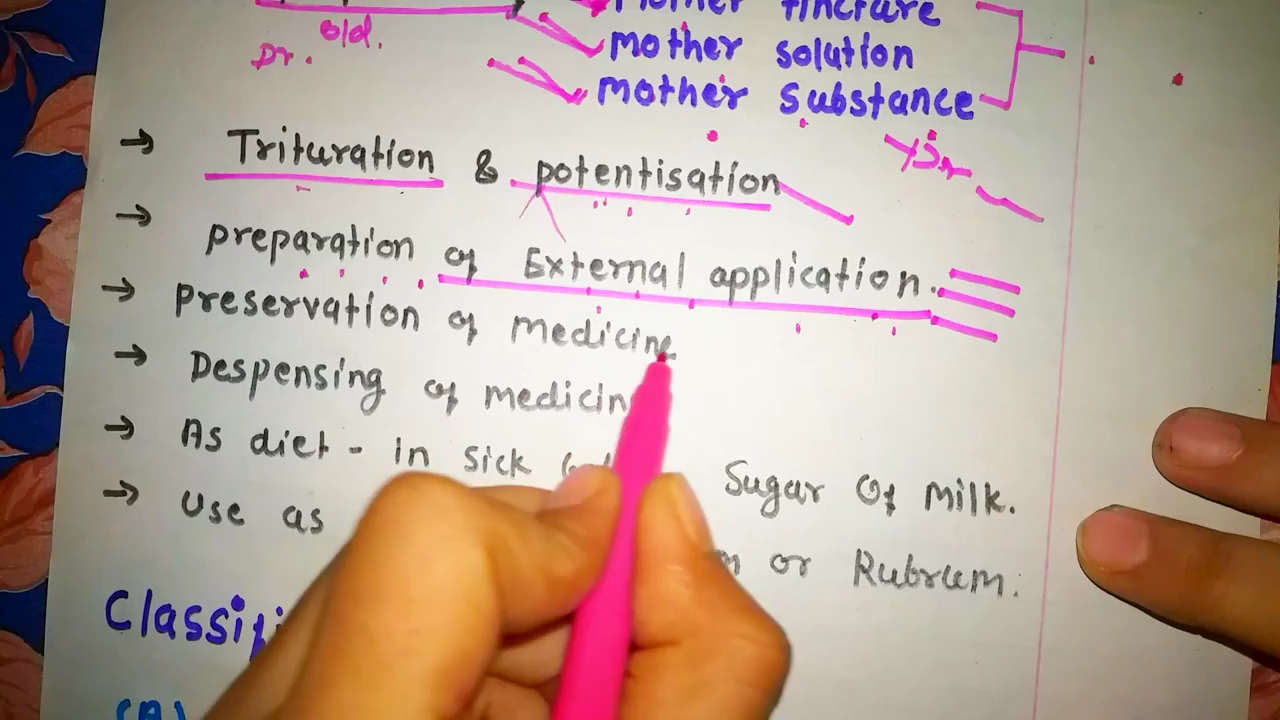 mother tincture
old.
Dr.
mother solution
mother substance
→ Trituration & potentisation
→ preparation of External application.
→ preservation of medicine
→ Despensing of medicin
→ As diet - in sick Sugar Of milk.
→ Use as or Rubrum.
Classifi
(A)